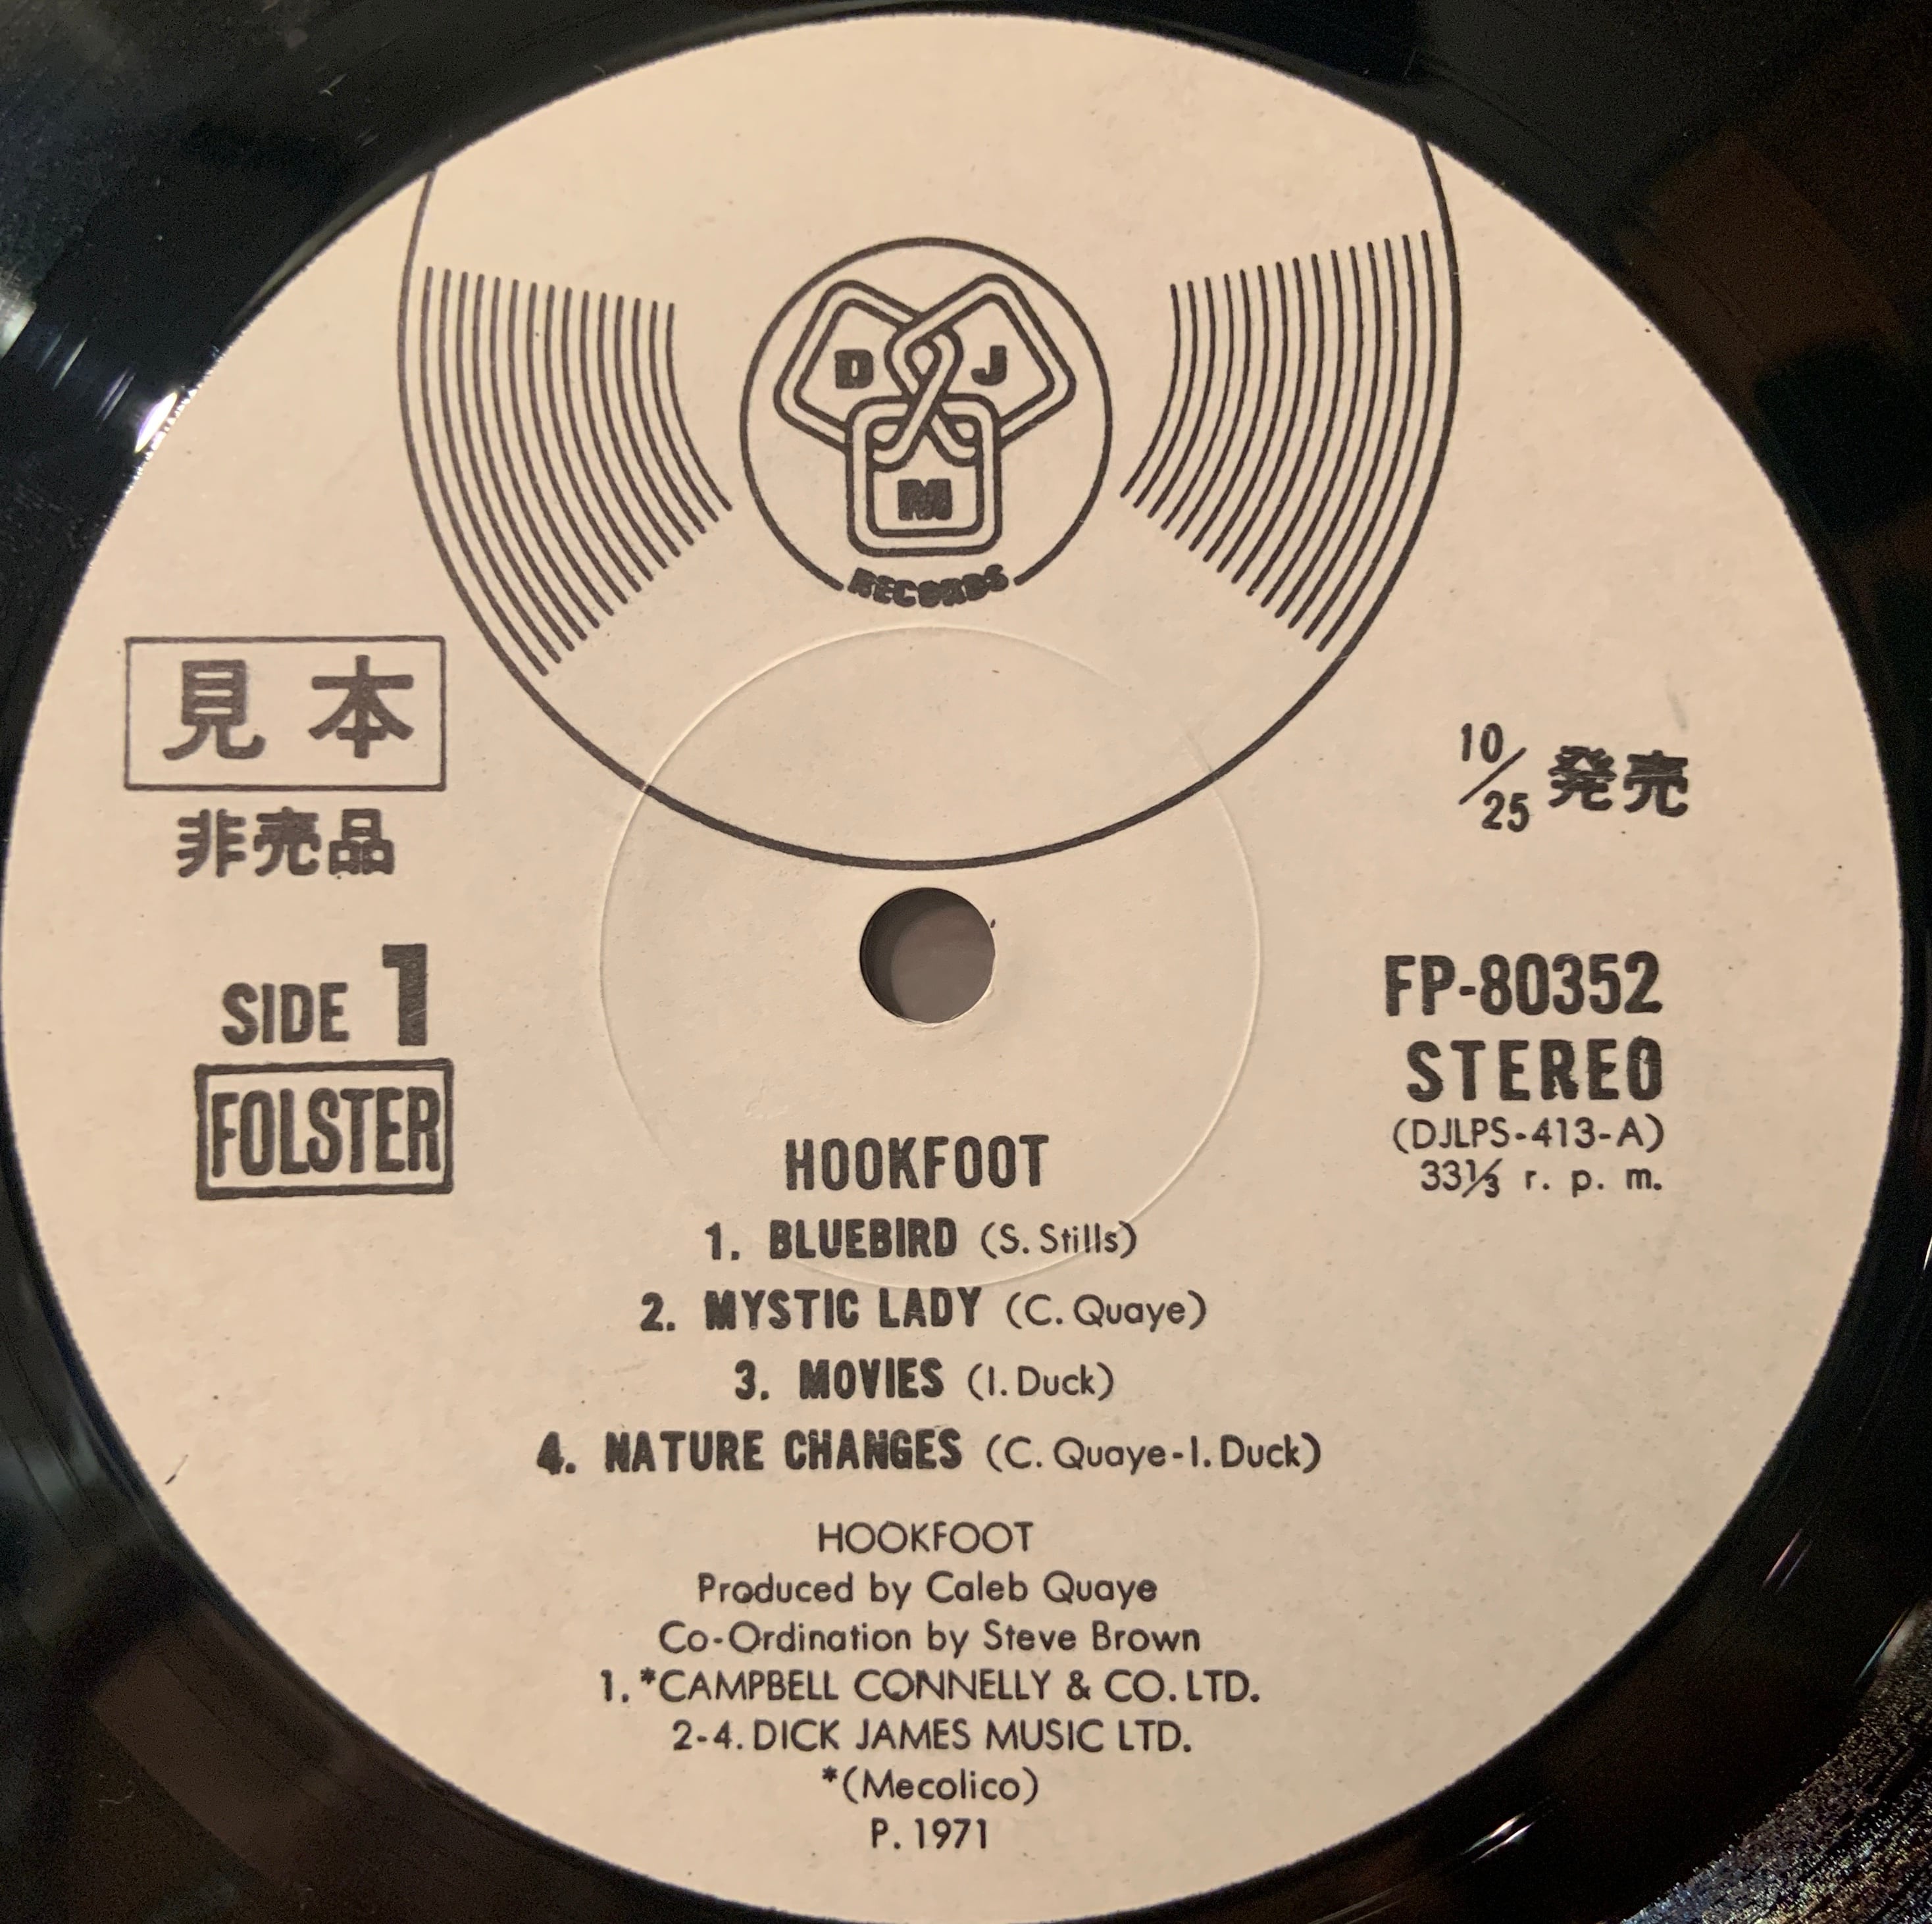 D J
M
RECORDS
見本
非売品
10/25 発売
SIDE 1
FOLSTER
FP-80352
STEREO
(DJLPS-413-A)
33⅓ r. p. m.
HOOKFOOT
1. BLUEBIRD (S. Stills)
2. MYSTIC LADY (C. Quaye)
3. MOVIES (I. Duck)
4. NATURE CHANGES (C. Quaye-I. Duck)
HOOKFOOT
Produced by Caleb Quaye
Co-Ordination by Steve Brown
1. *CAMPBELL CONNELLY & CO. LTD.
2-4. DICK JAMES MUSIC LTD.
*(Mecolico)
P. 1971